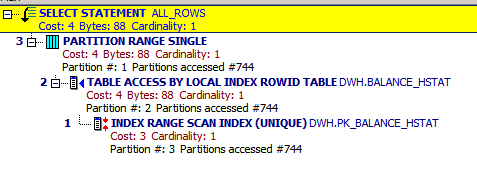 SELECT STATEMENT ALL_ROWS
Cost: 4 Bytes: 88 Cardinality: 1
3 PARTITION RANGE SINGLE
Cost: 4 Bytes: 88 Cardinality: 1
Partition #: 1 Partitions accessed #744
2 TABLE ACCESS BY LOCAL INDEX ROWID TABLE DWH.BALANCE_HSTAT
Cost: 4 Bytes: 88 Cardinality: 1
Partition #: 2 Partitions accessed #744
1 INDEX RANGE SCAN INDEX (UNIQUE) DWH.PK_BALANCE_HSTAT
Cost: 3 Cardinality: 1
Partition #: 3 Partitions accessed #744